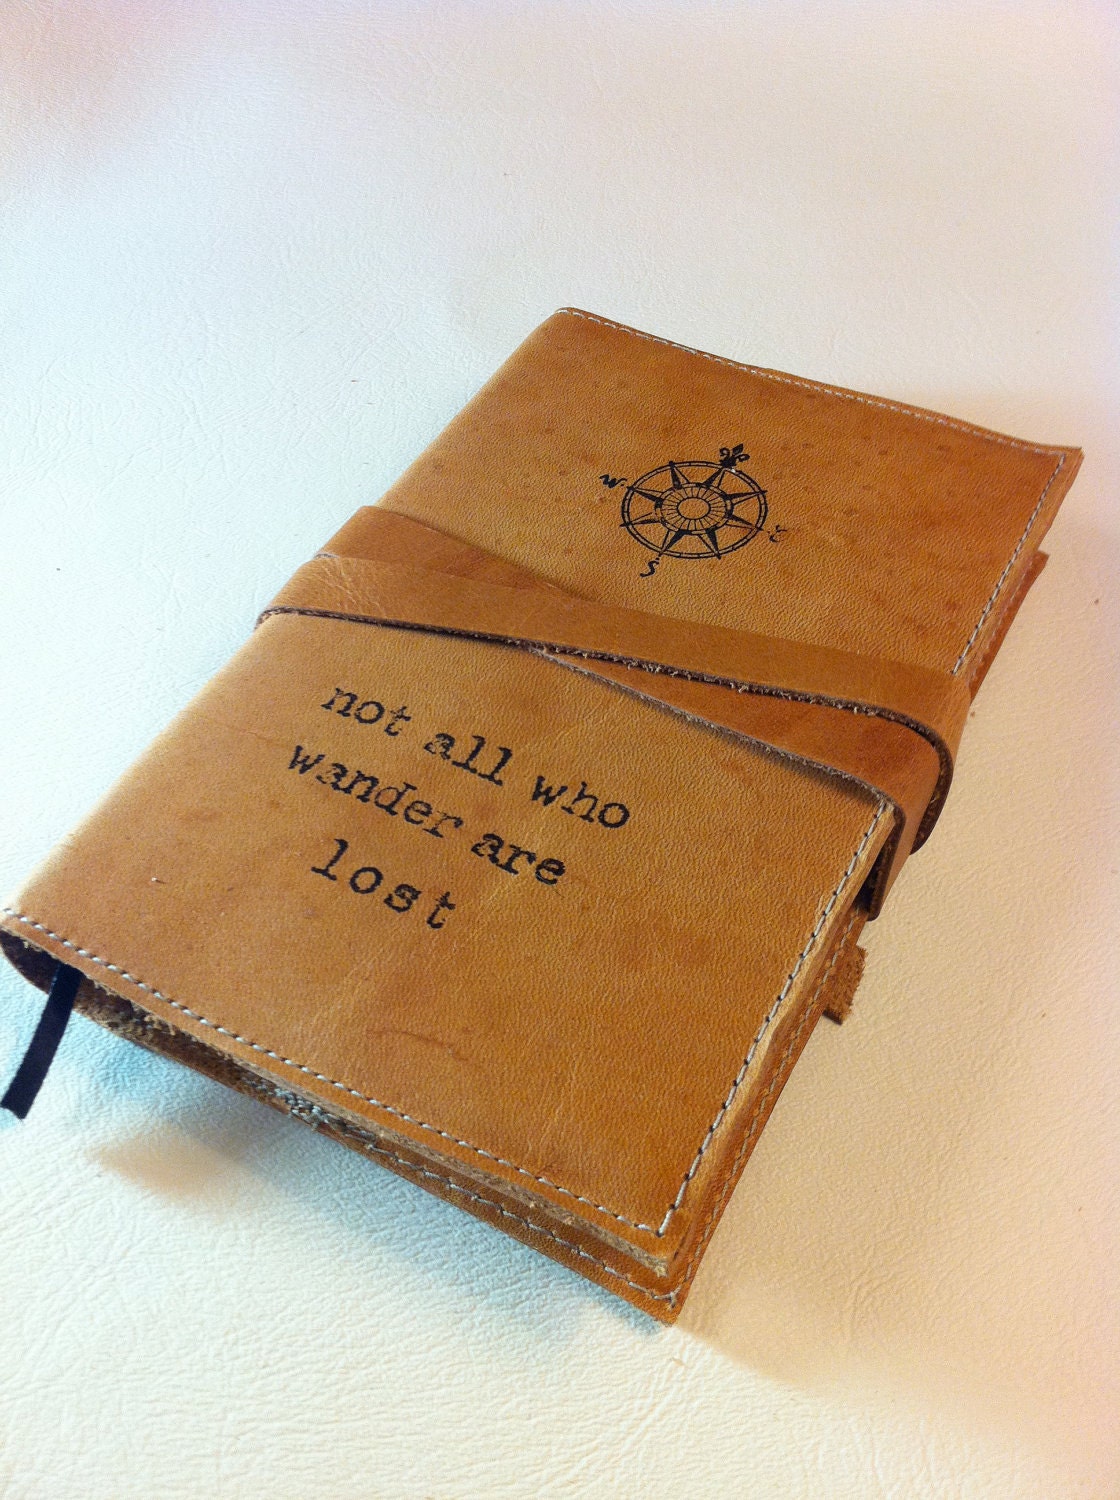 W E
S
not all who
wander are
lost